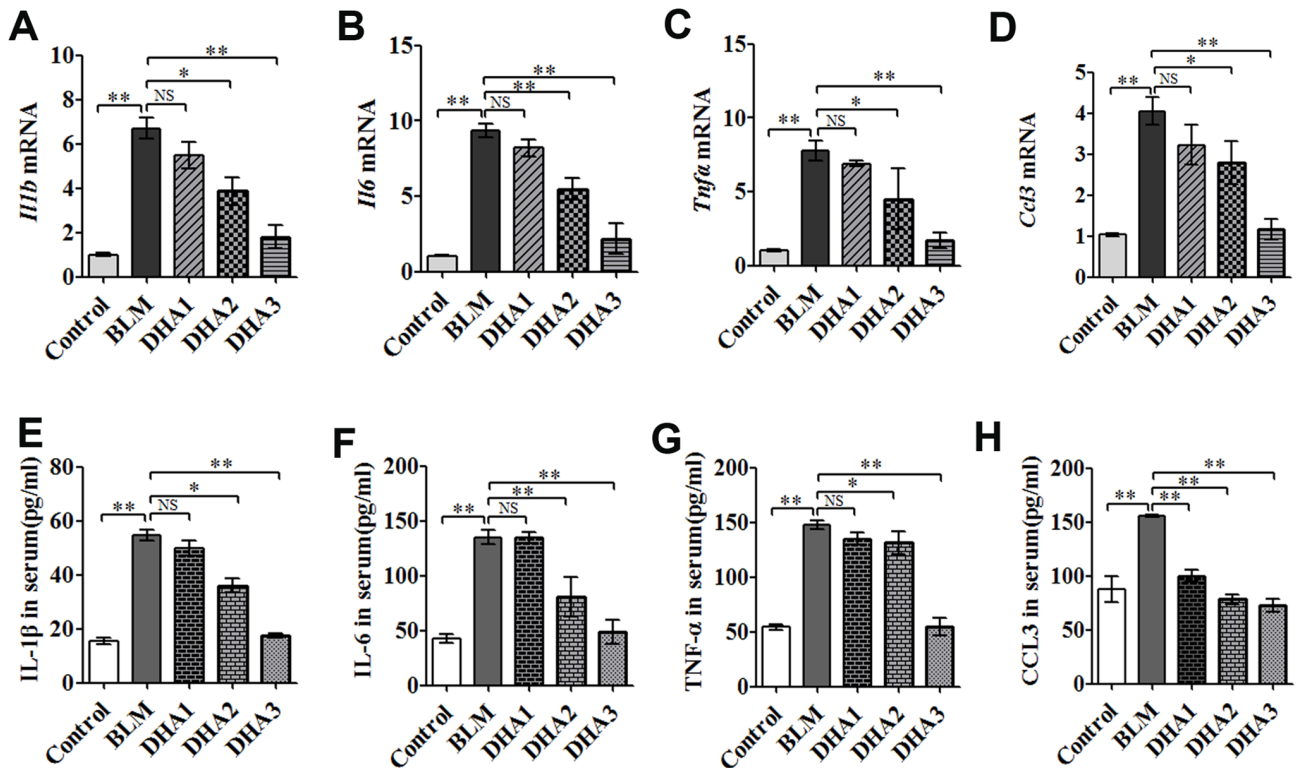 A
Il1b mRNA
10
8
6
4
2
0
**
*
** NS
Control
BLM
DHA1
DHA2
DHA3
B
Il6 mRNA
15
10
5
0
**
**
** NS
Control
BLM
DHA1
DHA2
DHA3
C
Tnfα mRNA
15
10
5
0
**
*
** NS
Control
BLM
DHA1
DHA2
DHA3
D
Ccl3 mRNA
5
4
3
2
1
0
**
*
** NS
Control
BLM
DHA1
DHA2
DHA3
E
IL-1β in serum(pg/ml)
80
60
40
20
0
**
*
** NS
Control
BLM
DHA1
DHA2
DHA3
F
IL-6 in serum(pg/ml)
200
150
100
50
0
**
**
** NS
Control
BLM
DHA1
DHA2
DHA3
G
TNF-α in serum(pg/ml)
200
150
100
50
0
**
*
** NS
Control
BLM
DHA1
DHA2
DHA3
H
CCL3 in serum(pg/ml)
200
150
100
50
0
**
**
** **
Control
BLM
DHA1
DHA2
DHA3